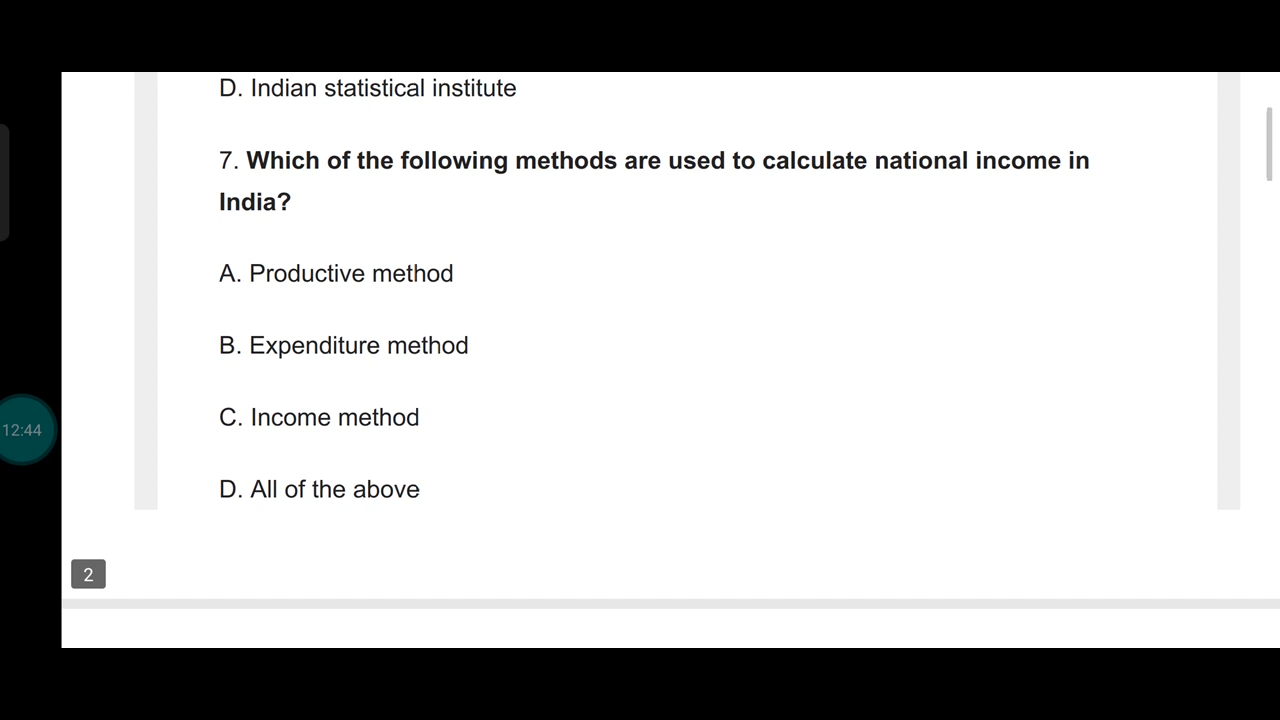 D. Indian statistical institute
7. Which of the following methods are used to calculate national income in
India?
A. Productive method
B. Expenditure method
C. Income method
12:44
D. All of the above
2